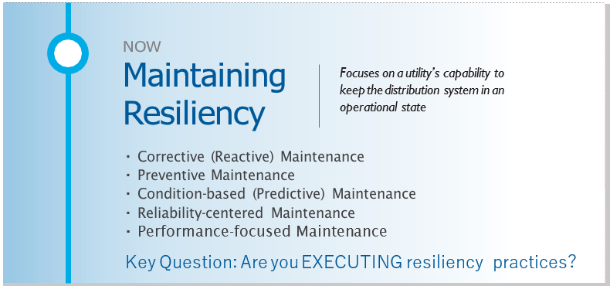 NOW
Maintaining
Resiliency
Focuses on a utility's capability to
keep the distribution system in an
operational state
• Corrective (Reactive) Maintenance
• Preventive Maintenance
• Condition-based (Predictive) Maintenance
• Reliability-centered Maintenance
• Performance-focused Maintenance
Key Question: Are you EXECUTING resiliency practices?